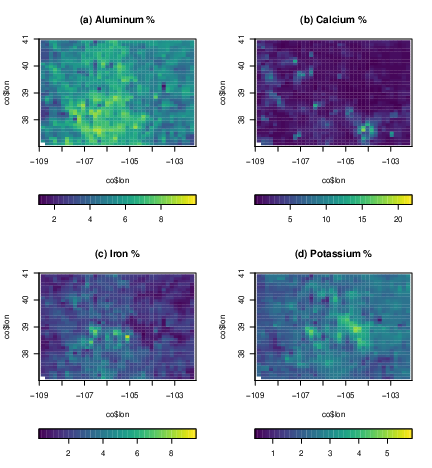 (a) Aluminum %
(b) Calcium %
co$lon
38 39 40 41
−109 −107 −105 −103
co$lon
2 4 6 8
co$lon
38 39 40 41
−109 −107 −105 −103
co$lon
5 10 15 20
(c) Iron %
(d) Potassium %
co$lon
38 39 40 41
−109 −107 −105 −103
co$lon
2 4 6 8
co$lon
38 39 40 41
−109 −107 −105 −103
co$lon
1 2 3 4 5